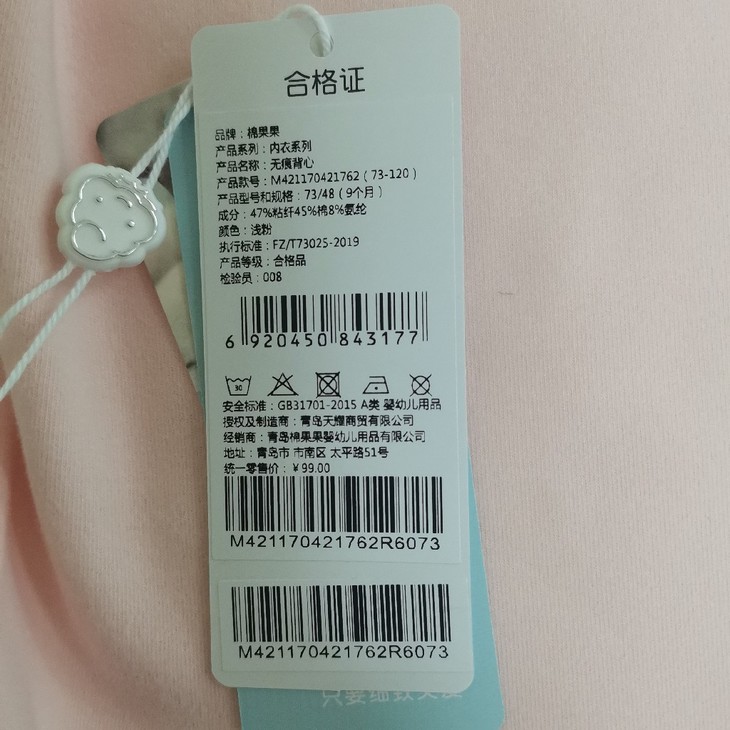 合格证
品牌：棉果果
产品系列：内衣系列
产品名称：无痕背心
产品款号：M421170421762（73-120）
产品型号和规格：73/48（9个月）
成分：47%粘纤45%棉8%氨纶
颜色：浅粉
执行标准：FZ/T73025-2019
产品等级：合格品
检验员：008
6 920450 843177
30
安全标准：GB31701-2015 A类 婴幼儿用品
授权及制造商：青岛天耀商贸有限公司
经销商：青岛棉果果婴幼儿用品有限公司
地址：青岛市 市南区 太平路51号
统一零售价：￥99.00
M421170421762R6073
M421170421762R6073